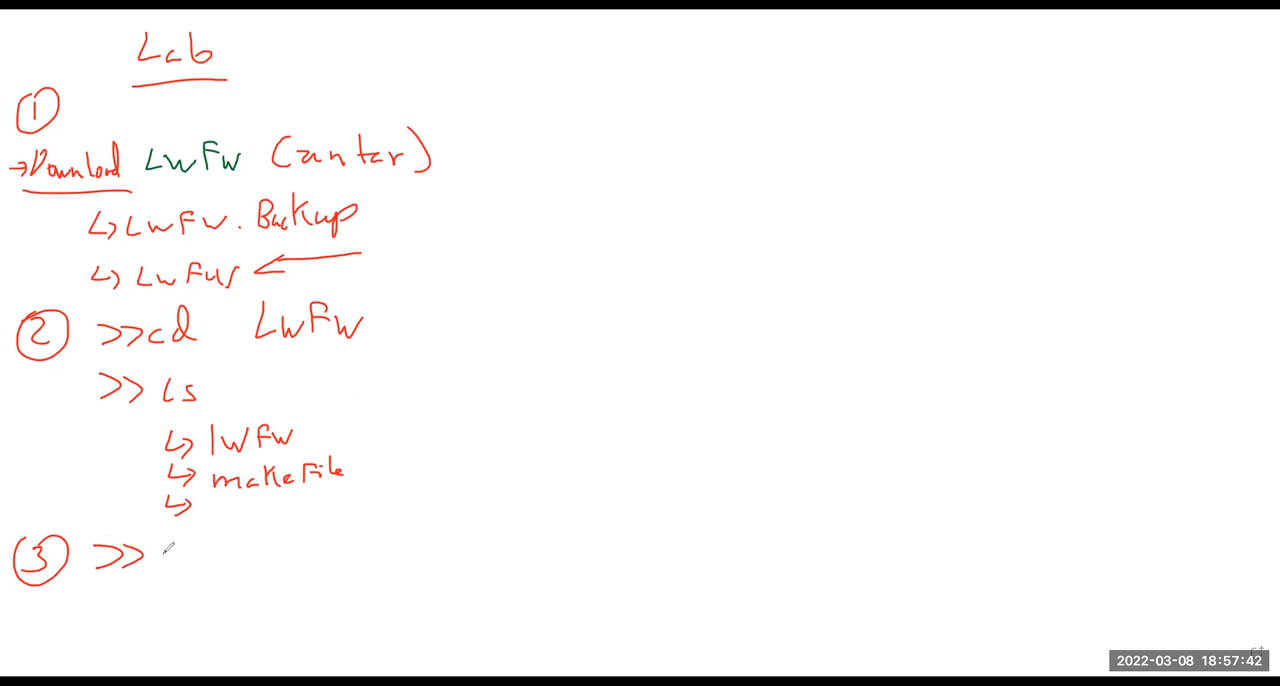 Lab
①
→Download LWFW (antar)
↳ LWFW.Backup
↳ LWFW ←
② >>cd LWFW
>> Ls
↳ lWFW
↳ makeFile
↳
③ >>
2022-03-08 18:57:42